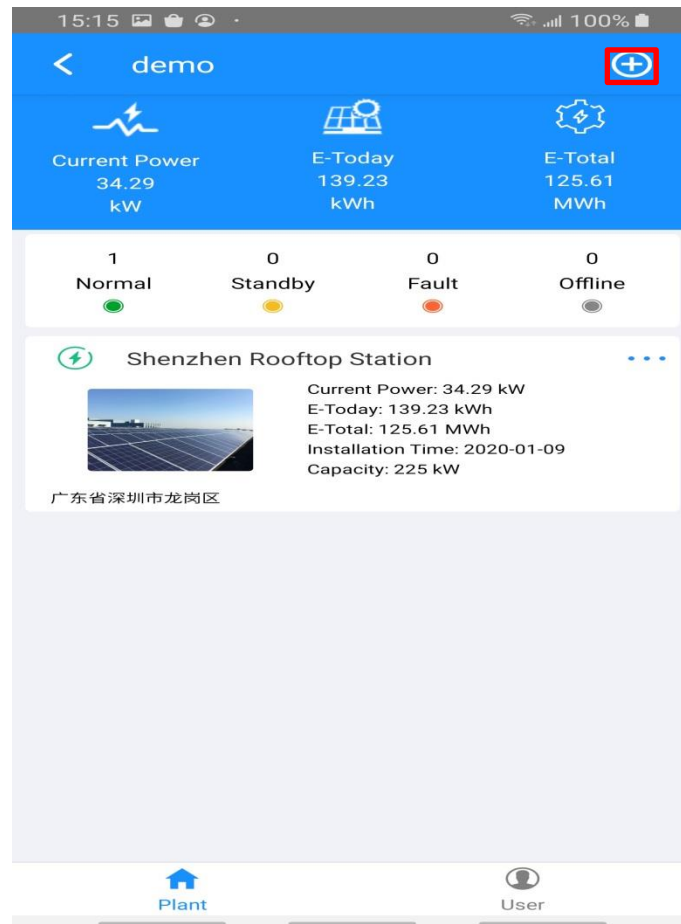 15:15 100%
demo
Current Power E-Today E-Total
34.29 139.23 125.61
kW kWh MWh
1 0 0 0
Normal Standby Fault Offline
Shenzhen Rooftop Station
Current Power: 34.29 kW
E-Today: 139.23 kWh
E-Total: 125.61 MWh
Installation Time: 2020-01-09
Capacity: 225 kW
广东省深圳市龙岗区
Plant User